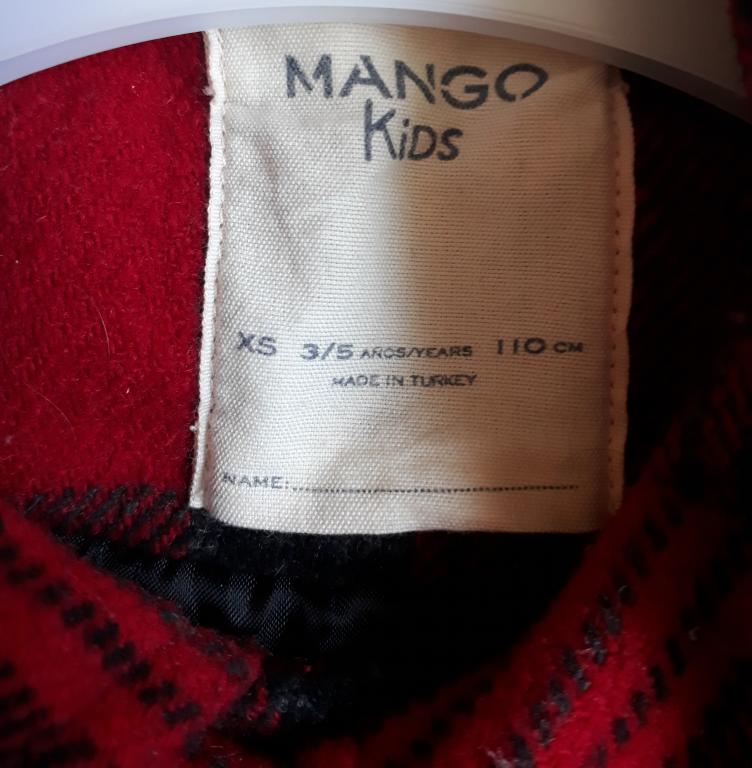 MANGO
KiDS
XS 3/5 AÑOS/YEARS 110 CM
MADE IN TURKEY
NAME: